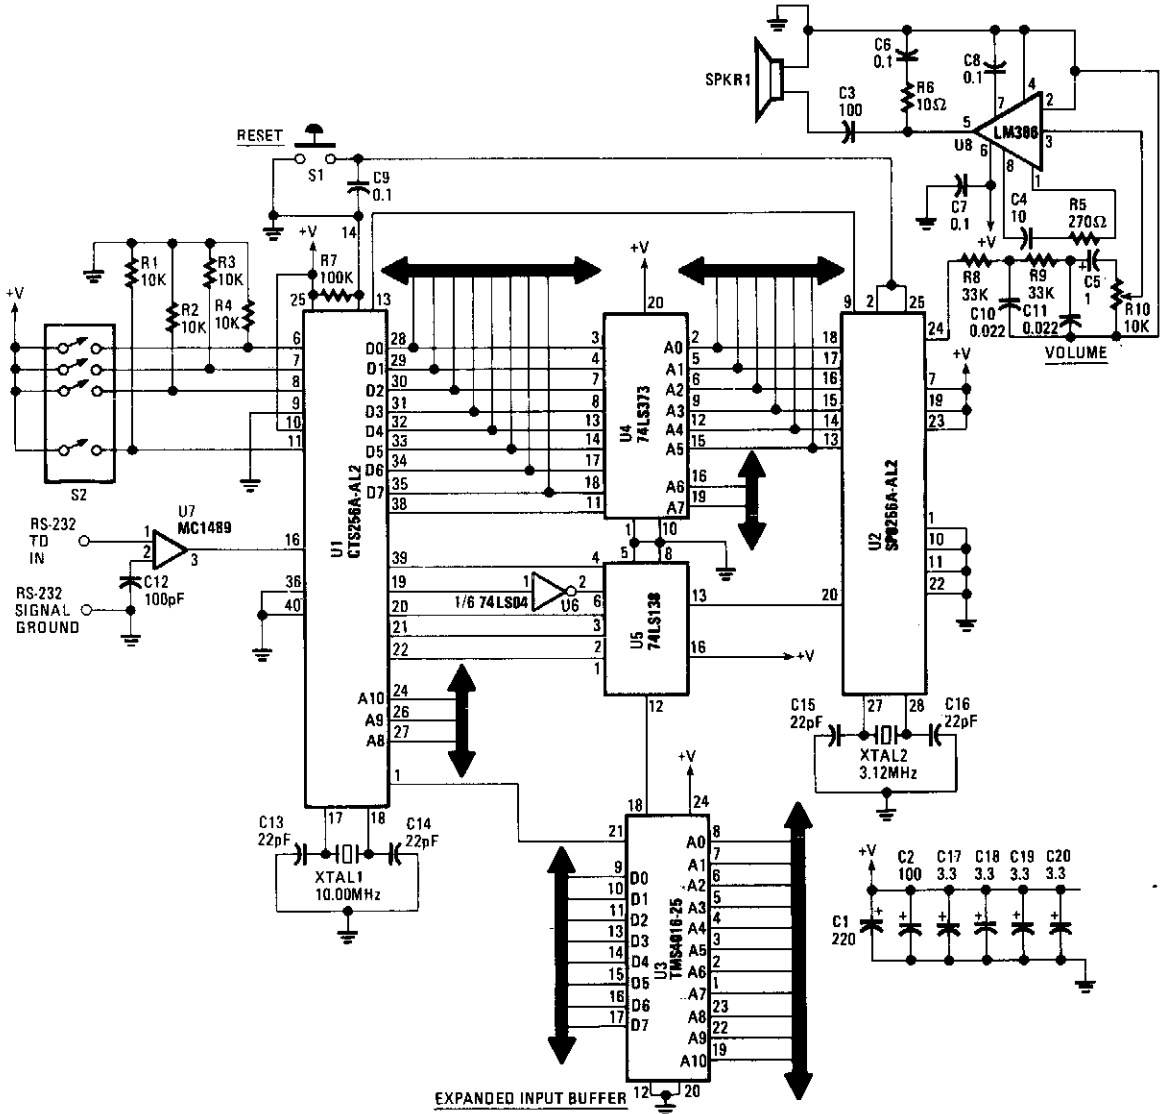 SPKR1
C3
100
C6
0.1
R6
10Ω
C8
0.1
7
4
2
5
LM386
U8
6
3
8
1
C7
0.1
+V
C4
10
R5
270Ω
RESET
S1
C9
0.1
14
+V
R7
100K
25
13
R1
10K
R3
10K
R2
10K
R4
10K
+V
S2
6
7
8
9
10
11
28
D0
29
D1
30
D2
31
D3
32
D4
33
D5
34
D6
35
D7
38
U1
CTS256A-AL2
+V
20
3
4
7
8
13
14
17
18
11
U4
74LS373
A0
2
A1
5
A2
6
A3
9
A4
12
A5
15
A6
16
A7
19
1
10
9
2
25
18
17
16
15
14
13
24
R8
33K
R9
33K
C10
0.022
C11
0.022
+
C5
1
R10
10K
VOLUME
+V
7
19
23
U2
SP0256A-AL2
1
10
11
22
20
RS-232
TD
IN
U7
MC1489
1
2
3
16
C12
100pF
RS-232
SIGNAL
GROUND
36
40
39
19
20
21
22
1
2
1/6 74LS04
U6
5
8
4
6
3
2
1
U5
74LS138
13
16
+V
12
A10
24
A9
26
A8
27
1
17
18
C13
22pF
C14
22pF
XTAL1
10.00MHz
27
28
C15
22pF
C16
22pF
XTAL2
3.12MHz
+V
18
24
21
9
D0
10
D1
11
D2
13
D3
14
D4
15
D5
16
D6
17
D7
U3
TMS4016-25
A0
8
A1
7
A2
6
A3
5
A4
4
A5
3
A6
2
A7
1
A8
23
A9
22
A10
19
12
20
EXPANDED INPUT BUFFER
+V
C1
220
+
C2
100
+
C17
3.3
+
C18
3.3
+
C19
3.3
+
C20
3.3
+